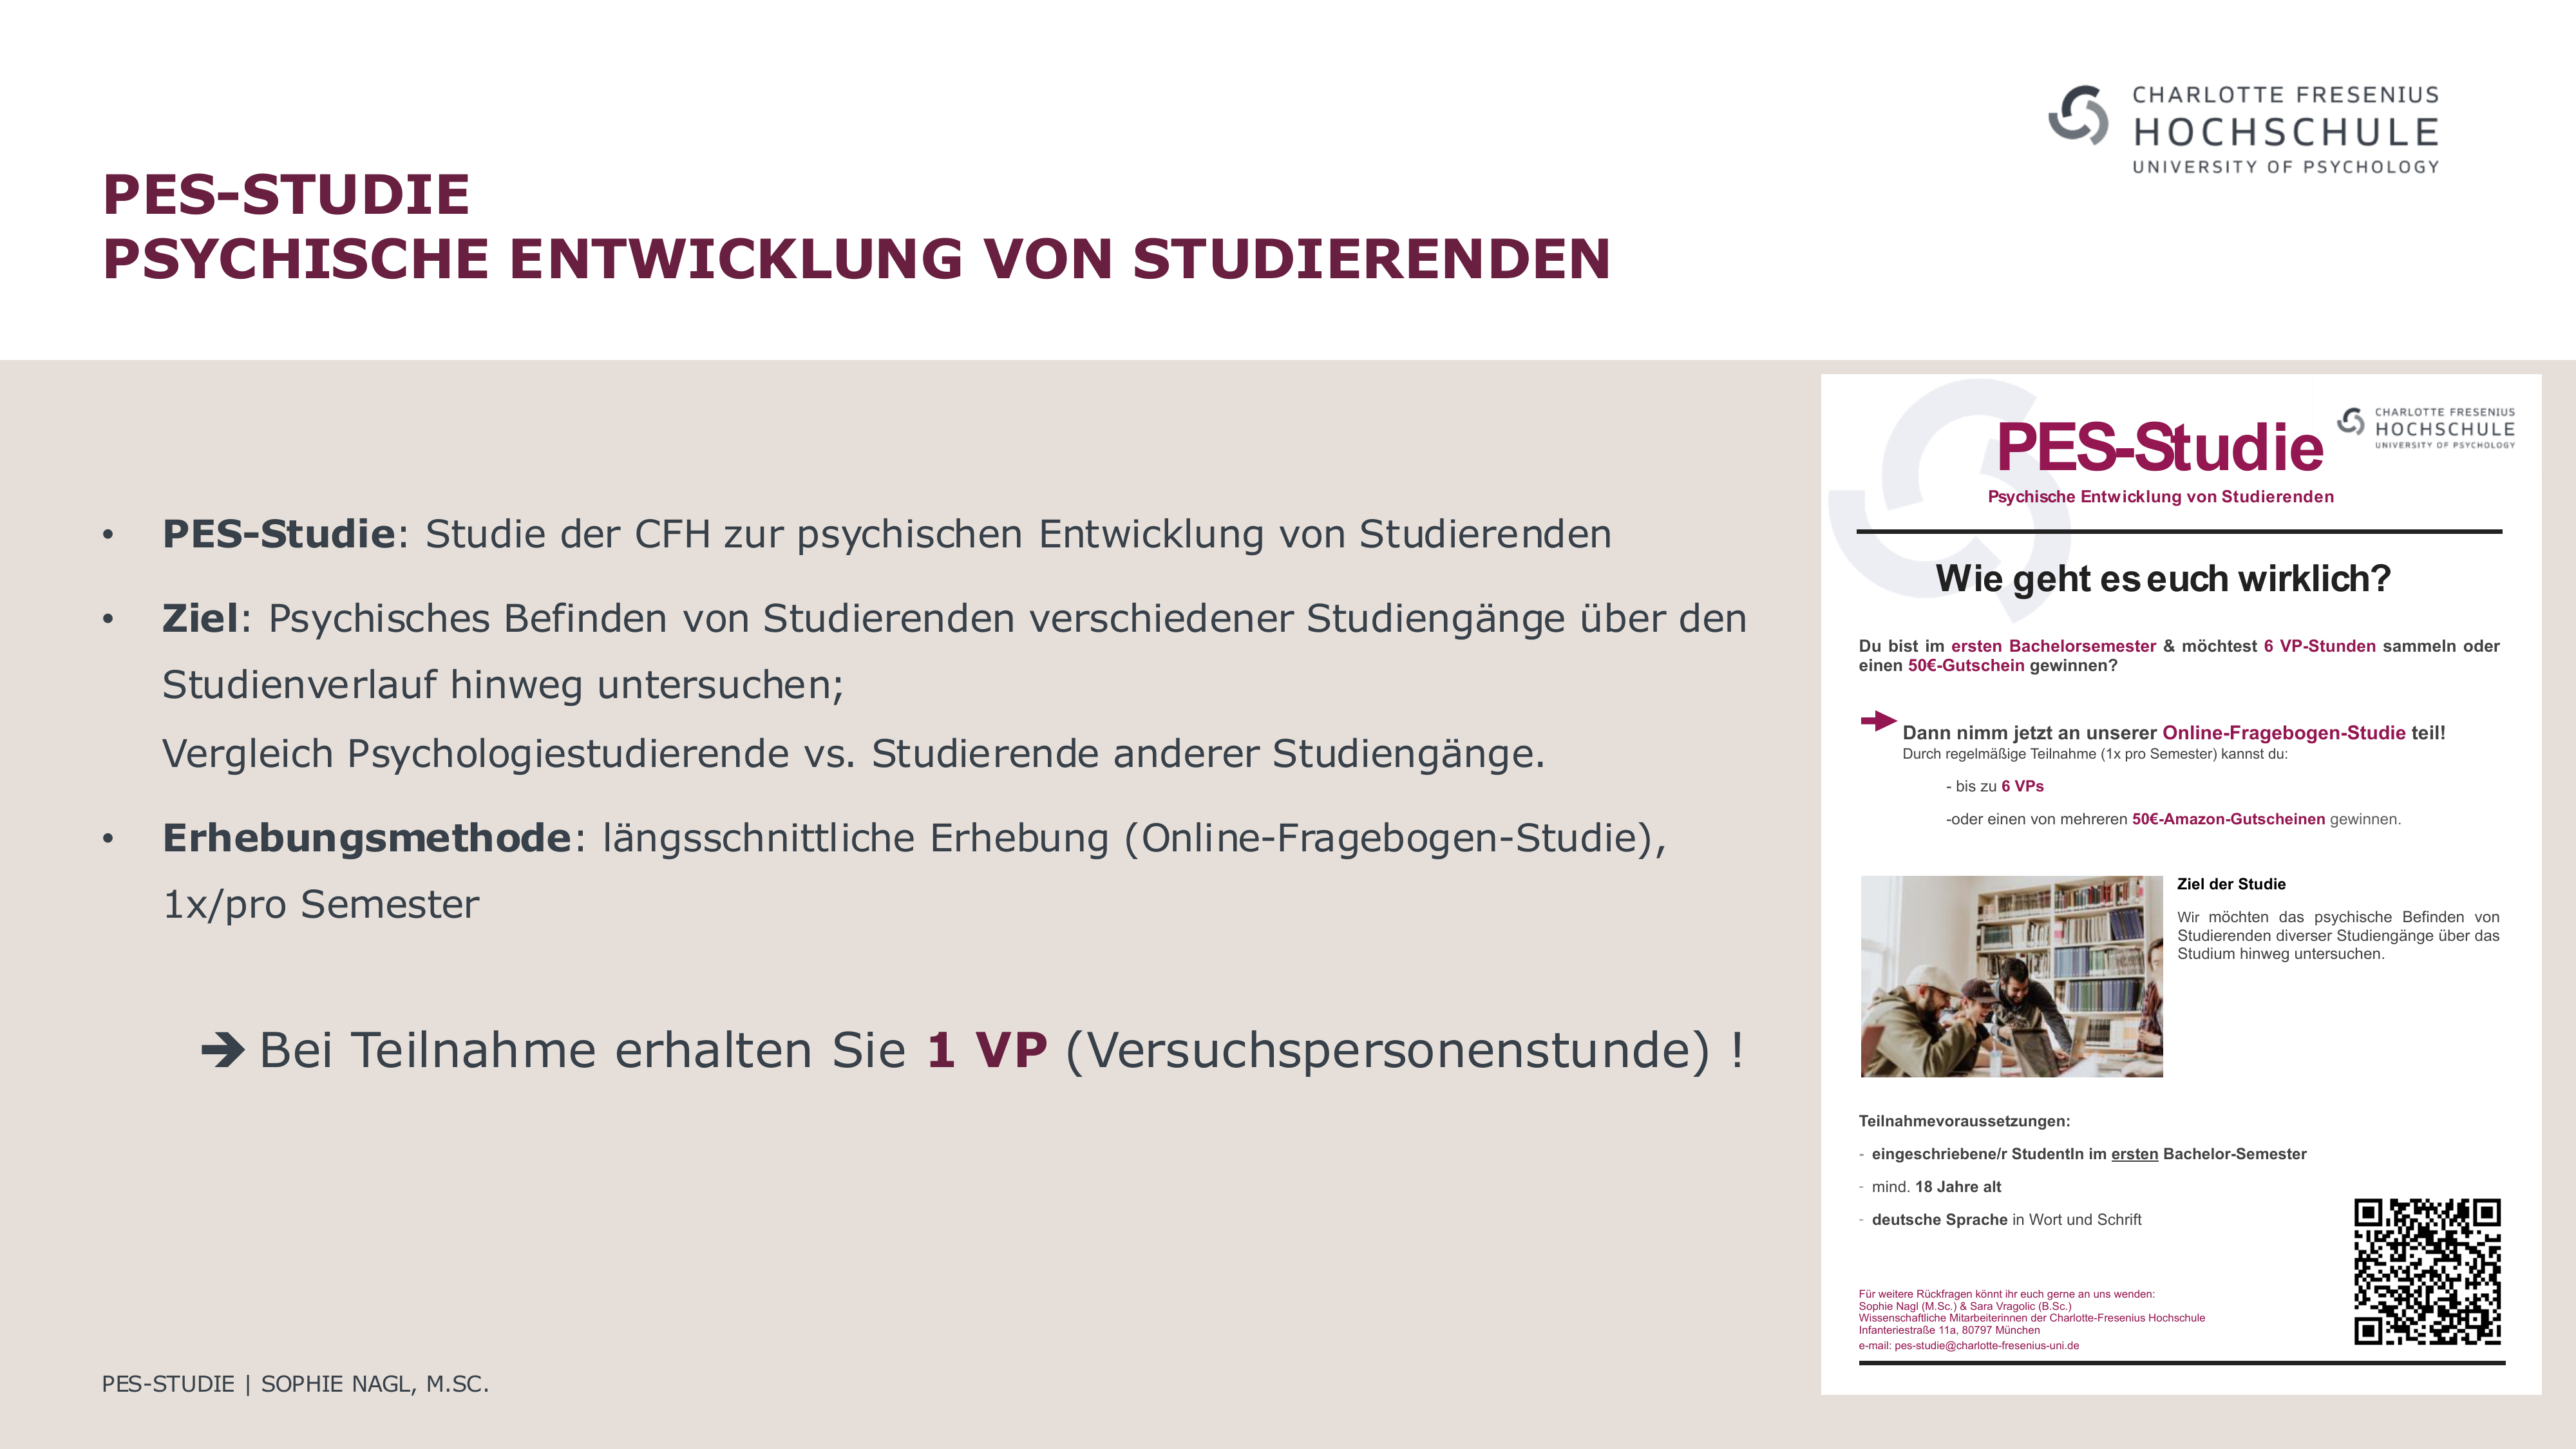 CHARLOTTE FRESENIUS
HOCHSCHULE
UNIVERSITY OF PSYCHOLOGY
PES-STUDIE
PSYCHISCHE ENTWICKLUNG VON STUDIERENDEN
• PES-Studie: Studie der CFH zur psychischen Entwicklung von Studierenden
• Ziel: Psychisches Befinden von Studierenden verschiedener Studiengänge über den
Studienverlauf hinweg untersuchen;
Vergleich Psychologiestudierende vs. Studierende anderer Studiengänge.
• Erhebungsmethode: längsschnittliche Erhebung (Online-Fragebogen-Studie),
1x/pro Semester
➔ Bei Teilnahme erhalten Sie 1 VP (Versuchspersonenstunde) !
PES-STUDIE | SOPHIE NAGL, M.SC.
CHARLOTTE FRESENIUS
HOCHSCHULE
UNIVERSITY OF PSYCHOLOGY
PES-Studie
Psychische Entwicklung von Studierenden
Wie geht es euch wirklich?
Du bist im ersten Bachelorsemester & möchtest 6 VP-Stunden sammeln oder
einen 50€-Gutschein gewinnen?
Dann nimm jetzt an unserer Online-Fragebogen-Studie teil!
Durch regelmäßige Teilnahme (1x pro Semester) kannst du:
- bis zu 6 VPs
-oder einen von mehreren 50€-Amazon-Gutscheinen gewinnen.
Ziel der Studie
Wir möchten das psychische Befinden von
Studierenden diverser Studiengänge über das
Studium hinweg untersuchen.
Teilnahmevoraussetzungen:
- eingeschriebene/r StudentIn im ersten Bachelor-Semester
- mind. 18 Jahre alt
- deutsche Sprache in Wort und Schrift
Für weitere Rückfragen könnt ihr euch gerne an uns wenden:
Sophie Nagl (M.Sc.) & Sara Vragolic (B.Sc.)
Wissenschaftliche Mitarbeiterinnen der Charlotte-Fresenius Hochschule
Infanteriestraße 11a, 80797 München
e-mail: pes-studie@charlotte-fresenius-uni.de